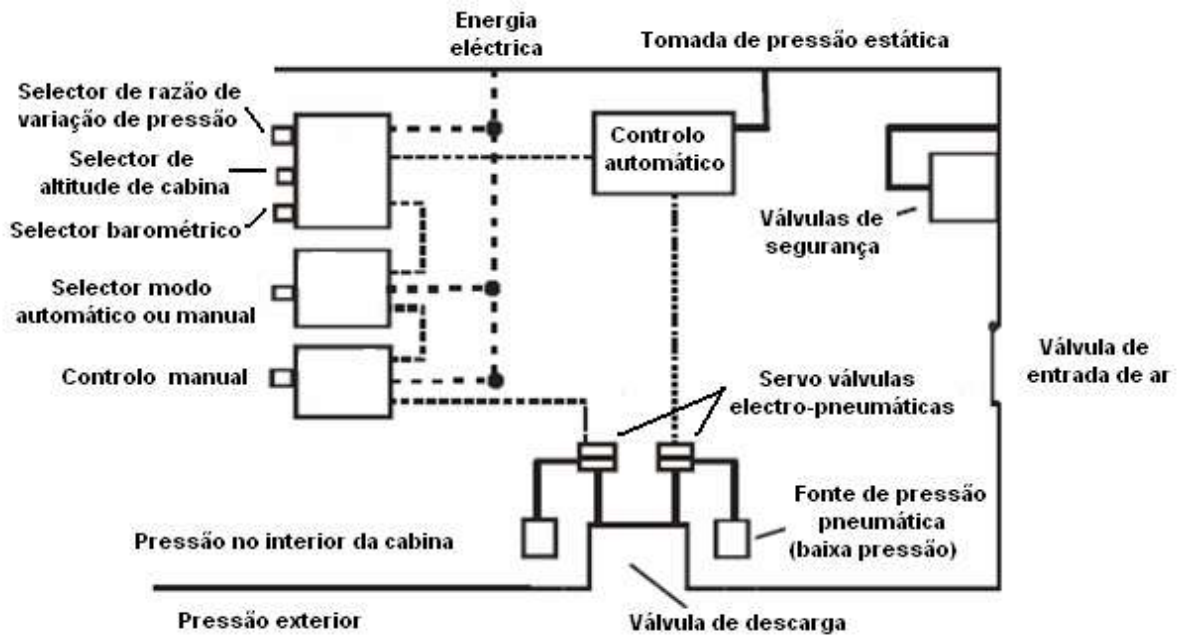 Energia
eléctrica
Tomada de pressão estática
Selector de razão de
variação de pressão
Selector de
altitude de cabina
Selector barométrico
Controlo
automático
Válvulas de
segurança
Selector modo
automático ou manual
Controlo manual
Servo válvulas
electro-pneumáticas
Válvula de
entrada de ar
Fonte de pressão
pneumática
(baixa pressão)
Pressão no interior da cabina
Pressão exterior
Válvula de descarga